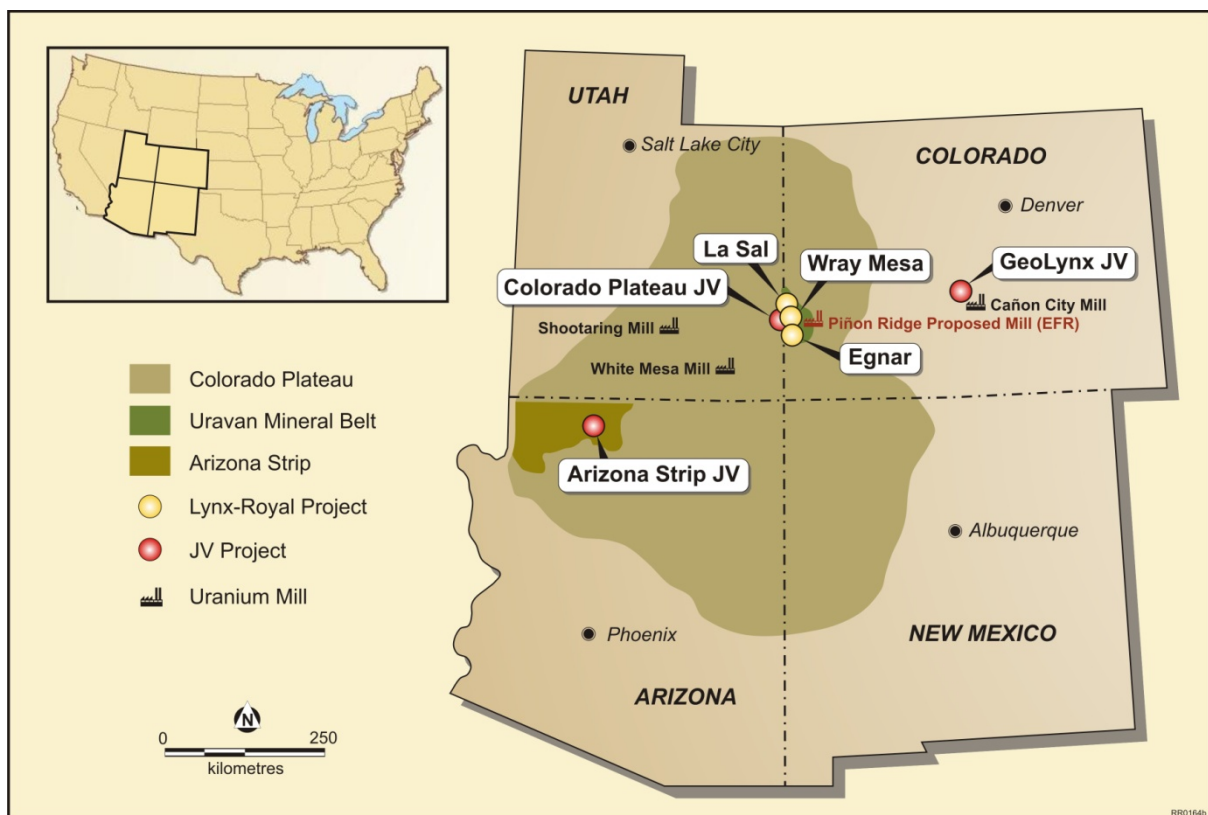 UTAH
Salt Lake City
COLORADO
Denver
La Sal
Wray Mesa
GeoLynx JV
Colorado Plateau JV
Cañon City Mill
Shootaring Mill
Piñon Ridge Proposed Mill (EFR)
Egnar
White Mesa Mill
Colorado Plateau
Uravan Mineral Belt
Arizona Strip
Arizona Strip JV
Lynx-Royal Project
Albuquerque
JV Project
Uranium Mill
Phoenix
NEW MEXICO
ARIZONA
N
0 250
kilometres
RR0164b